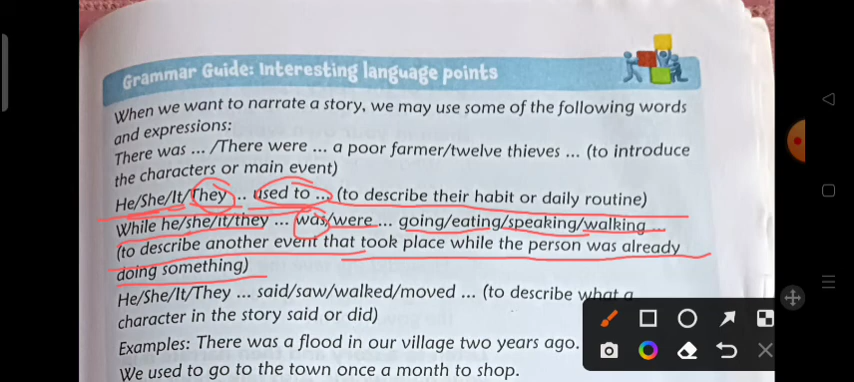 Grammar Guide: Interesting language points
When we want to narrate a story, we may use some of the following words
and expressions:
There was ... /There were ... a poor farmer/twelve thieves ... (to introduce
the characters or main event)
He/She/It/They ... used to ... (to describe their habit or daily routine)
While he/she/it/they ... was/were ... going/eating/speaking/walking ...
(to describe another event that took place while the person was already
doing something)
He/She/It/They ... said/saw/walked/moved ... (to describe what a
character in the story said or did)
Examples: There was a flood in our village two years ago.
We used to go to the town once a month to shop.